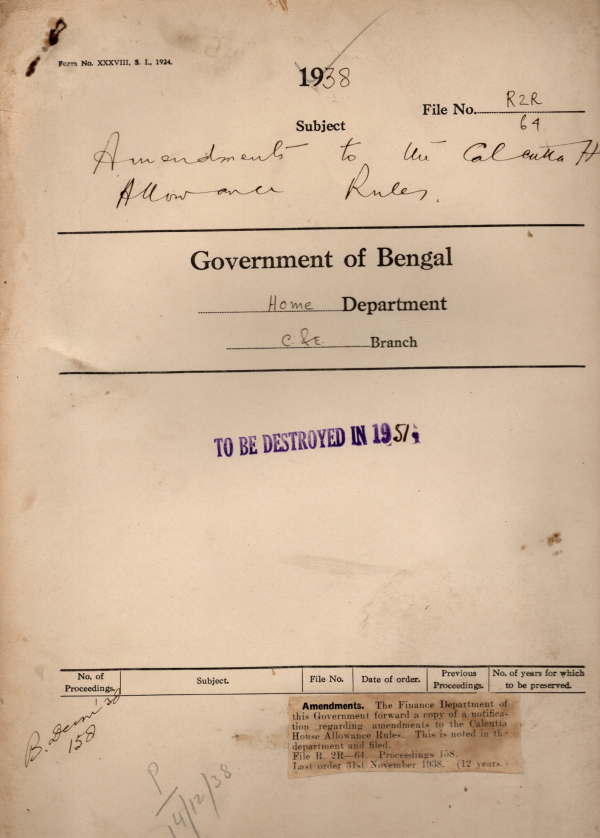 Form No. XXXVIII. S. I., 1924.
1938
File No. R2R
64
Subject
Amendments to the Calcutta H
Allowance Rules.
Government of Bengal
Home Department
C. & E. Branch
TO BE DESTROYED IN 1951
No. of Proceedings. Subject. File No. Date of order. Previous Proceedings. No. of years for which to be preserved.
Amendments. The Finance Department of
this Government forward a copy of a notifica-
tion regarding amendments to the Calcutta
House Allowance Rules. This is noted in the
department and filed.
File R. 2R—64. Proceedings 158.
Last order 31st November 1938. (12 years.)
158
P
14/12/38